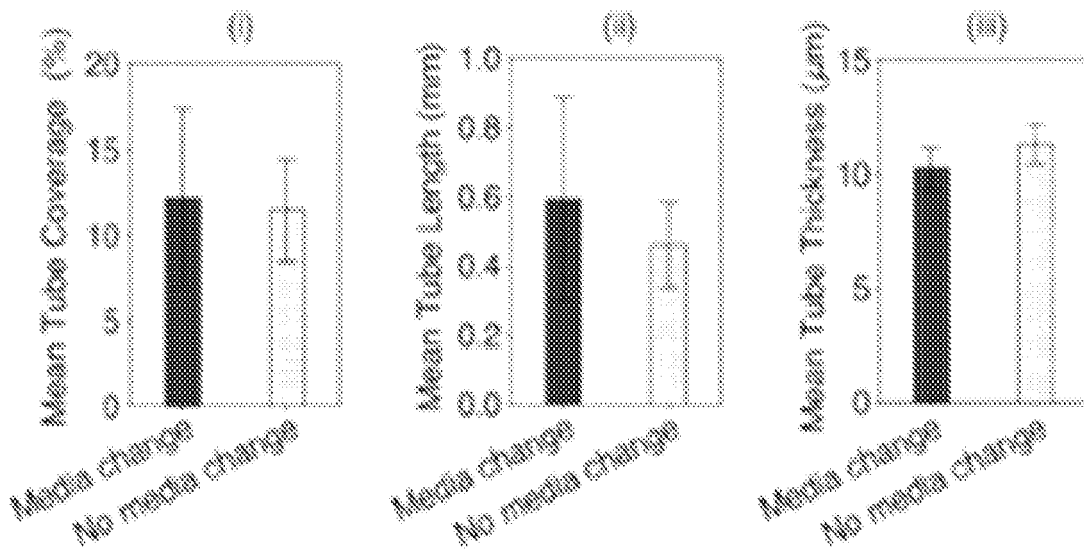 (i)
Mean Tube Coverage (%)
20
15
10
5
0
Media change
No media change
(ii)
Mean Tube Length (mm)
1.0
0.8
0.6
0.4
0.2
0.0
Media change
No media change
(iii)
Mean Tube Thickness (μm)
15
10
5
0
Media change
No media change